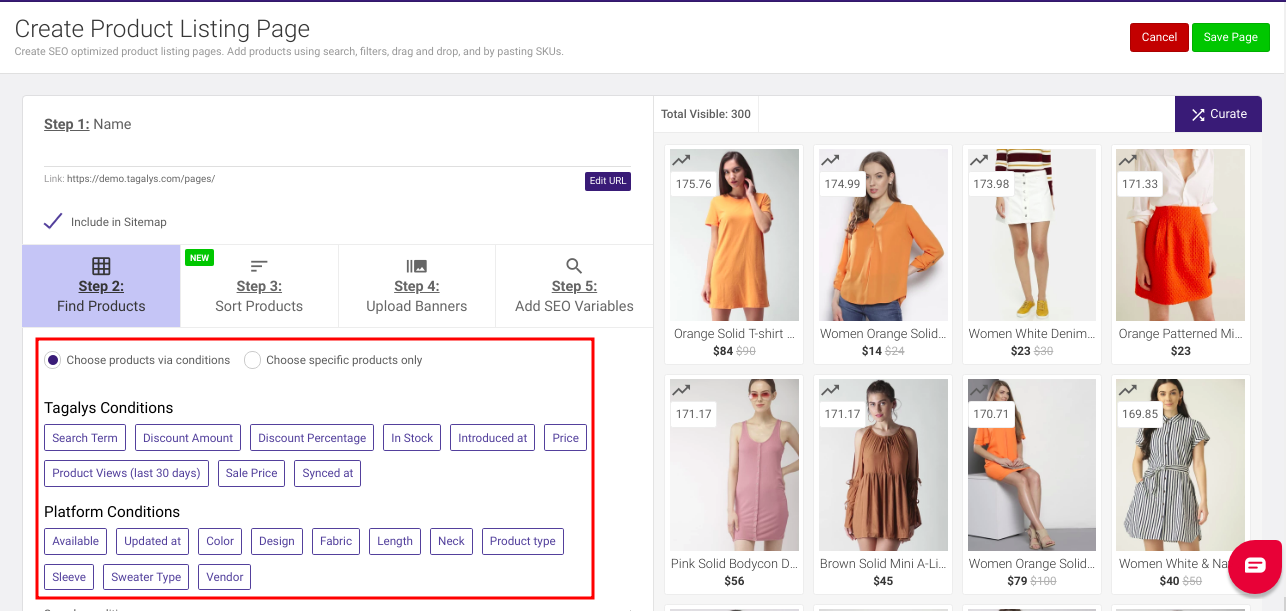 Create Product Listing Page
Create SEO optimized product listing pages. Add products using search, filters, drag and drop, and by pasting SKUs.
Cancel
Save Page
Step 1: Name
Link: https://demo.tagalys.com/pages/
Edit URL
Include in Sitemap
Step 2:
Find Products
NEW
Step 3:
Sort Products
Step 4:
Upload Banners
Step 5:
Add SEO Variables
Choose products via conditions
Choose specific products only
Tagalys Conditions
Search Term
Discount Amount
Discount Percentage
In Stock
Introduced at
Price
Product Views (last 30 days)
Sale Price
Synced at
Platform Conditions
Available
Updated at
Color
Design
Fabric
Length
Neck
Product type
Sleeve
Sweater Type
Vendor
Total Visible: 300
Curate
175.76
Orange Solid T-shirt ...
$84 $90
174.99
Women Orange Solid...
$14 $24
173.98
Women White Denim...
$23 $30
171.33
Orange Patterned Mi...
$23
171.17
Pink Solid Bodycon D...
$56
171.17
Brown Solid Mini A-Li...
$45
170.71
Women Orange Solid...
$79 $100
169.85
Women White & Na
$40 $50